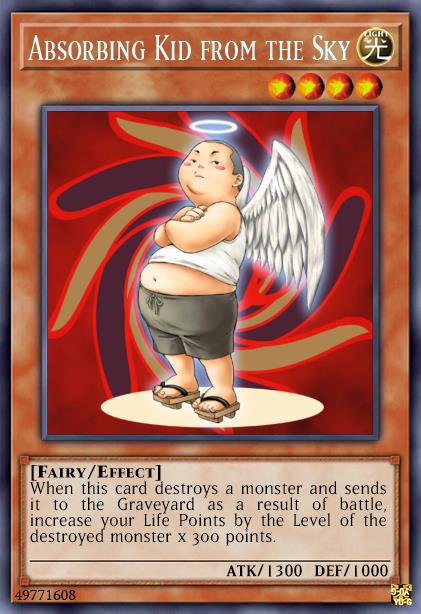 ABSORBING KID FROM THE SKY
LIGHT
光
[FAIRY/EFFECT]
When this card destroys a monster and sends
it to the Graveyard as a result of battle,
increase your Life Points by the Level of the
destroyed monster x 300 points.
ATK/1300 DEF/1000
49771608